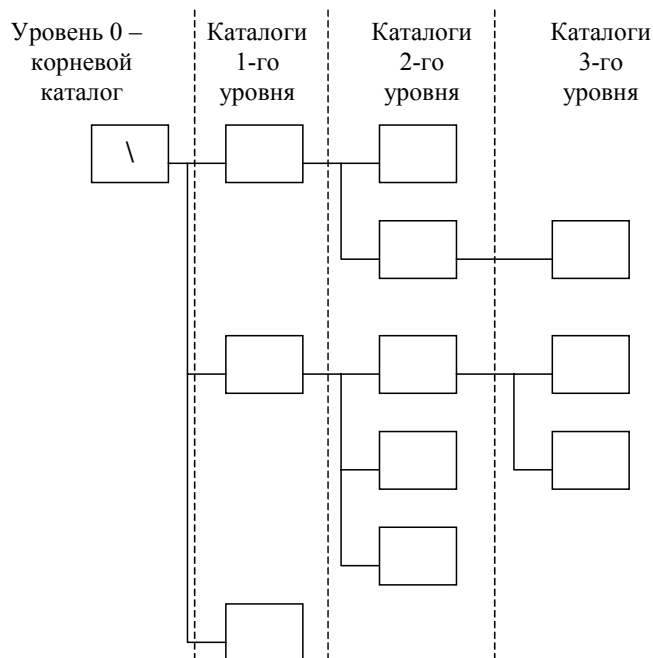 Уровень 0 –
корневой
каталог
Каталоги
1-го
уровня
Каталоги
2-го
уровня
Каталоги
3-го
уровня
\